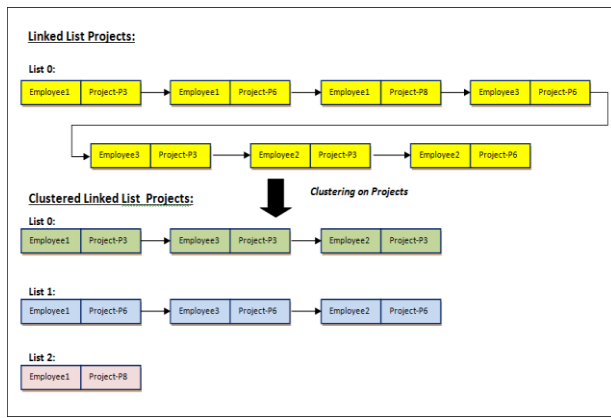 Linked List Projects:
List 0:
Employee1 Project-P3 Employee1 Project-P6 Employee1 Project-P8 Employee3 Project-P6
Employee3 Project-P3 Employee2 Project-P3 Employee2 Project-P6
Clustering on Projects
Clustered Linked List Projects:
List 0:
Employee1 Project-P3 Employee3 Project-P3 Employee2 Project-P3
List 1:
Employee1 Project-P6 Employee3 Project-P6 Employee2 Project-P6
List 2:
Employee1 Project-P8